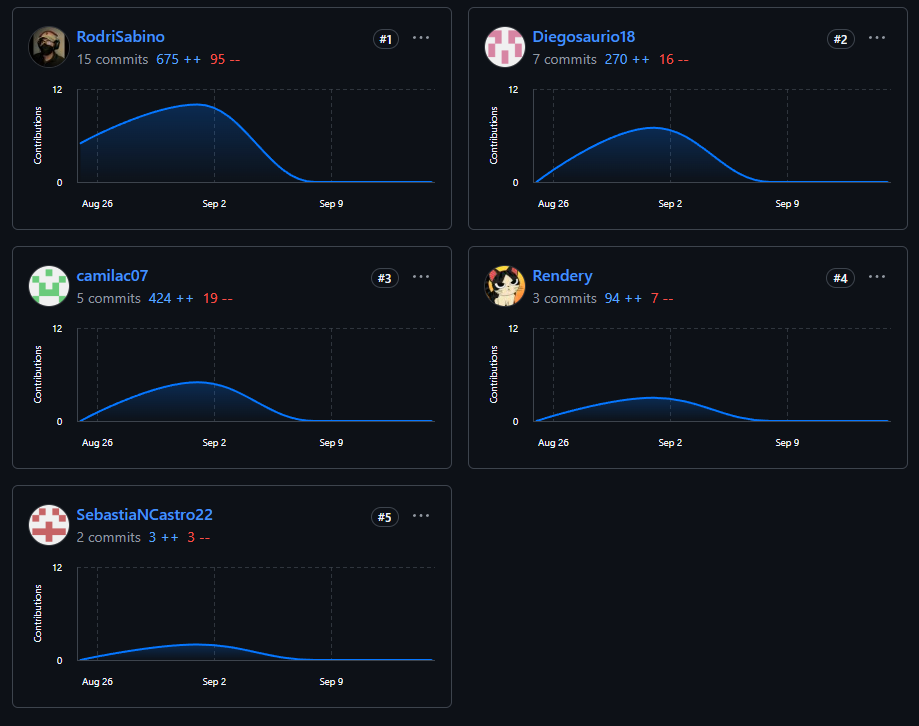 RodriSabino
#1
15 commits 675 ++ 95 --
12
Contributions
0
Aug 26 Sep 2 Sep 9
Diegosaurio18
#2
7 commits 270 ++ 16 --
12
Contributions
0
Aug 26 Sep 2 Sep 9
camilac07
#3
5 commits 424 ++ 19 --
12
Contributions
0
Aug 26 Sep 2 Sep 9
Rendery
#4
3 commits 94 ++ 7 --
12
Contributions
0
Aug 26 Sep 2 Sep 9
SebastiaNCastro22
#5
2 commits 3 ++ 3 --
12
Contributions
0
Aug 26 Sep 2 Sep 9